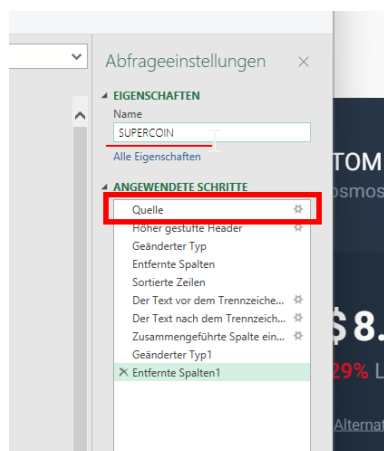 Abfrageeinstellungen
EIGENSCHAFTEN
Name
SUPERCOIN
Alle Eigenschaften
ANGEWENDETE SCHRITTE
Quelle
Höher gestufte Header
Geänderter Typ
Entfernte Spalten
Sortierte Zeilen
Der Text vor dem Trennzeiche...
Der Text nach dem Trennzeich...
Zusammengeführte Spalte ein...
Geänderter Typ1
Entfernte Spalten1
TOM
osmos
$ 8.
29% L
Alternat